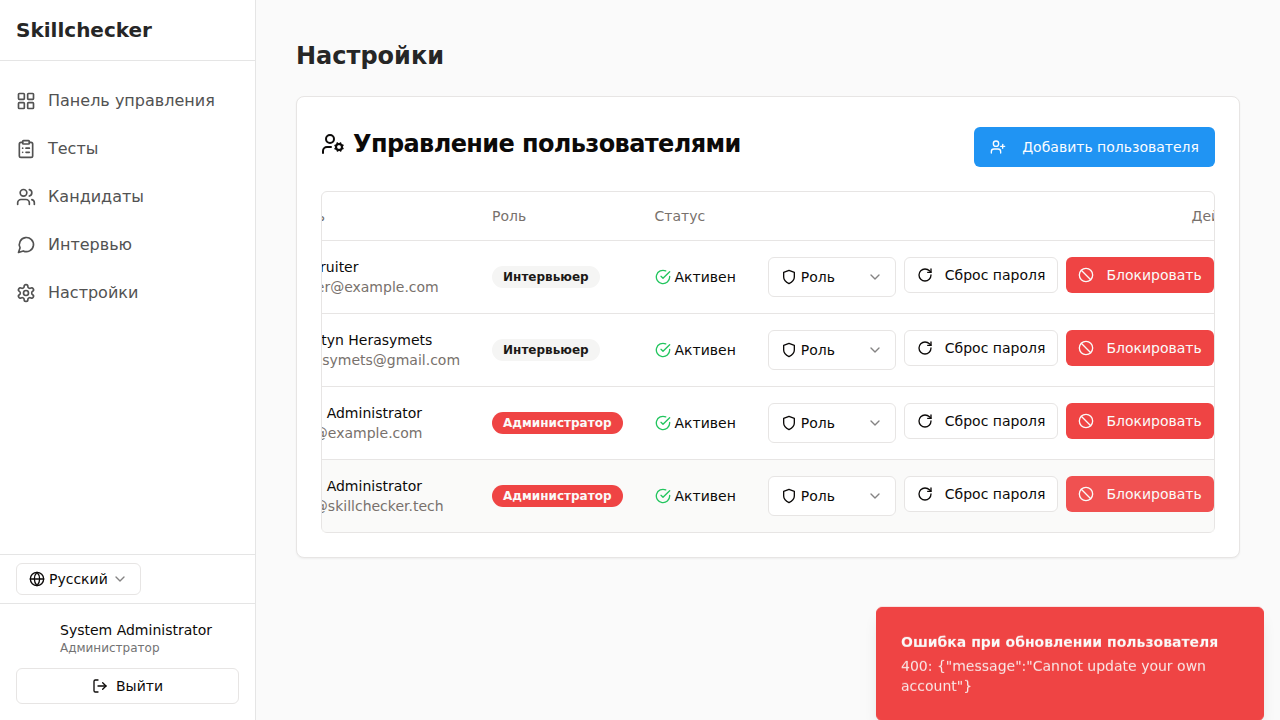 Skillchecker
Панель управления
Тесты
Кандидаты
Интервью
Настройки
Русский
System Administrator
Администратор
Выйти
Настройки
Управление пользователями
Добавить пользователя
Роль Статус
Интервьюер Активен Роль Сброс пароля Блокировать
er@example.com
Herasymets
Интервьюер Активен Роль Сброс пароля Блокировать
symets@gmail.com
Administrator
Администратор Активен Роль Сброс пароля Блокировать
@example.com
Administrator
Администратор Активен Роль Сброс пароля Блокировать
@skillchecker.tech
Ошибка при обновлении пользователя
400: {"message":"Cannot update your own
account"}